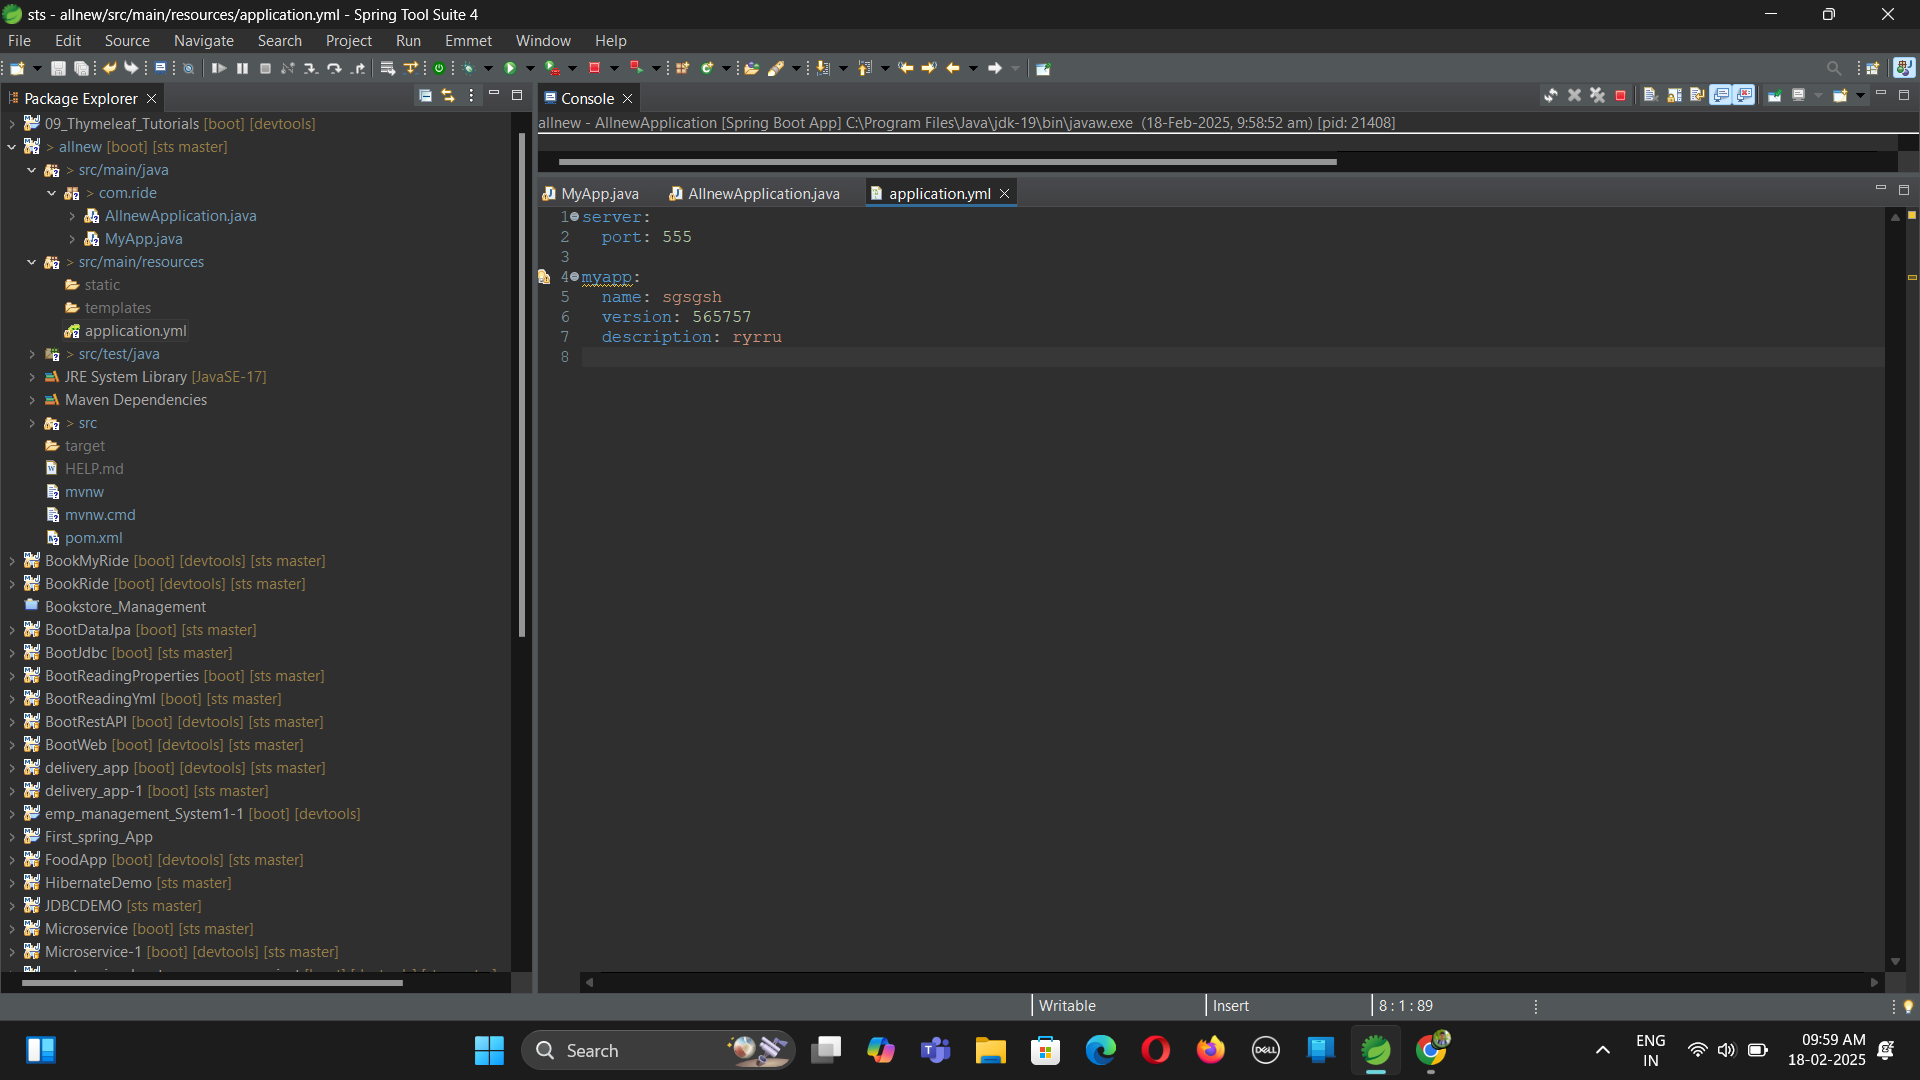 sts - allnew/src/main/resources/application.yml - Spring Tool Suite 4
File Edit Source Navigate Search Project Run Emmet Window Help
Package Explorer
09_Thymeleaf_Tutorials [boot] [devtools]
> allnew [boot] [sts master]
> src/main/java
> com.ride
AllnewApplication.java
MyApp.java
> src/main/resources
static
templates
application.yml
> src/test/java
JRE System Library [JavaSE-17]
Maven Dependencies
> src
target
HELP.md
mvnw
mvnw.cmd
pom.xml
BookMyRide [boot] [devtools] [sts master]
BookRide [boot] [devtools] [sts master]
Bookstore_Management
BootDataJpa [boot] [sts master]
BootJdbc [boot] [sts master]
BootReadingProperties [boot] [sts master]
BootReadingYml [boot] [sts master]
BootRestAPI [boot] [devtools] [sts master]
BootWeb [boot] [devtools] [sts master]
delivery_app [boot] [devtools] [sts master]
delivery_app-1 [boot] [sts master]
emp_management_System1-1 [boot] [devtools]
First_spring_App
FoodApp [boot] [devtools] [sts master]
HibernateDemo [sts master]
JDBCDEMO [sts master]
Microservice [boot] [sts master]
Microservice-1 [boot] [devtools] [sts master]
Console
allnew - AllnewApplication [Spring Boot App] C:\Program Files\Java\jdk-19\bin\javaw.exe (18-Feb-2025, 9:58:52 am) [pid: 21408]
MyApp.java AllnewApplication.java application.yml
1 server:
2 port: 555
3
4 myapp:
5 name: sgsgsh
6 version: 565757
7 description: ryrru
8
Writable Insert 8 : 1 : 89
Search
DELL
ENG
IN
09:59 AM
18-02-2025